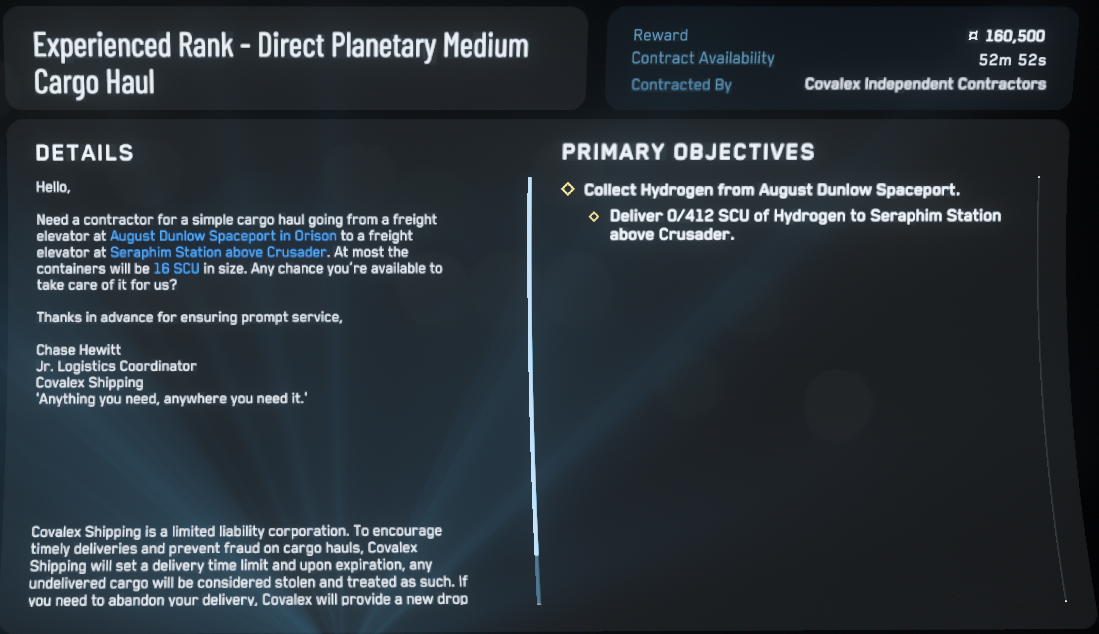 Experienced Rank - Direct Planetary Medium
Cargo Haul
Reward ¤ 160,500
Contract Availability 52m 52s
Contracted By Covalex Independent Contractors
DETAILS
Hello,
Need a contractor for a simple cargo haul going from a freight
elevator at August Dunlow Spaceport in Orison to a freight
elevator at Seraphim Station above Crusader. At most the
containers will be 16 SCU in size. Any chance you're available to
take care of it for us?
Thanks in advance for ensuring prompt service,
Chase Hewitt
Jr. Logistics Coordinator
Covalex Shipping
'Anything you need, anywhere you need it.'
Covalex Shipping is a limited liability corporation. To encourage
timely deliveries and prevent fraud on cargo hauls, Covalex
Shipping will set a delivery time limit and upon expiration, any
undelivered cargo will be considered stolen and treated as such. If
you need to abandon your delivery, Covalex will provide a new drop
PRIMARY OBJECTIVES
Collect Hydrogen from August Dunlow Spaceport.
Deliver 0/412 SCU of Hydrogen to Seraphim Station
above Crusader.